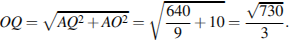 OQ = √(AQ² + AO²) = √(640/9 + 10) = √730/3.